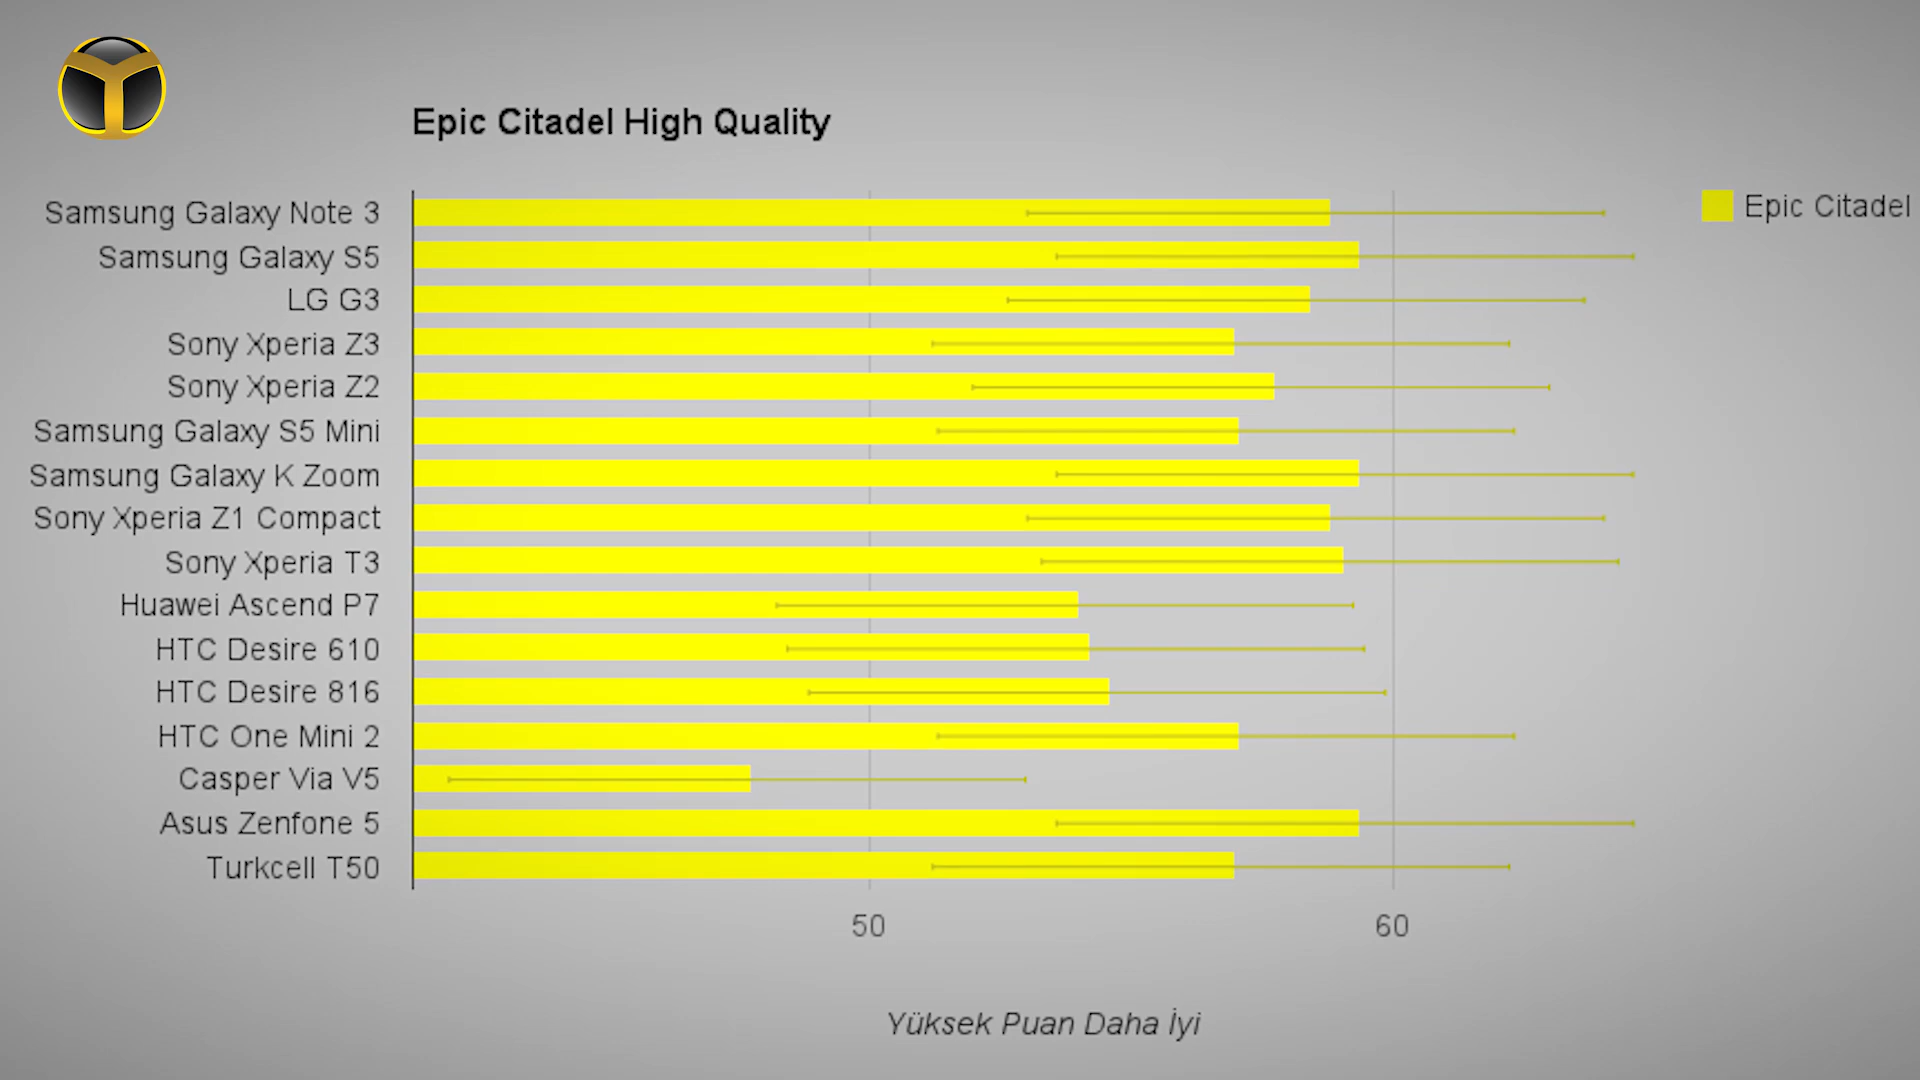 Epic Citadel High Quality
Epic Citadel
Samsung Galaxy Note 3
Samsung Galaxy S5
LG G3
Sony Xperia Z3
Sony Xperia Z2
Samsung Galaxy S5 Mini
Samsung Galaxy K Zoom
Sony Xperia Z1 Compact
Sony Xperia T3
Huawei Ascend P7
HTC Desire 610
HTC Desire 816
HTC One Mini 2
Casper Via V5
Asus Zenfone 5
Turkcell T50
50
60
Yüksek Puan Daha İyi